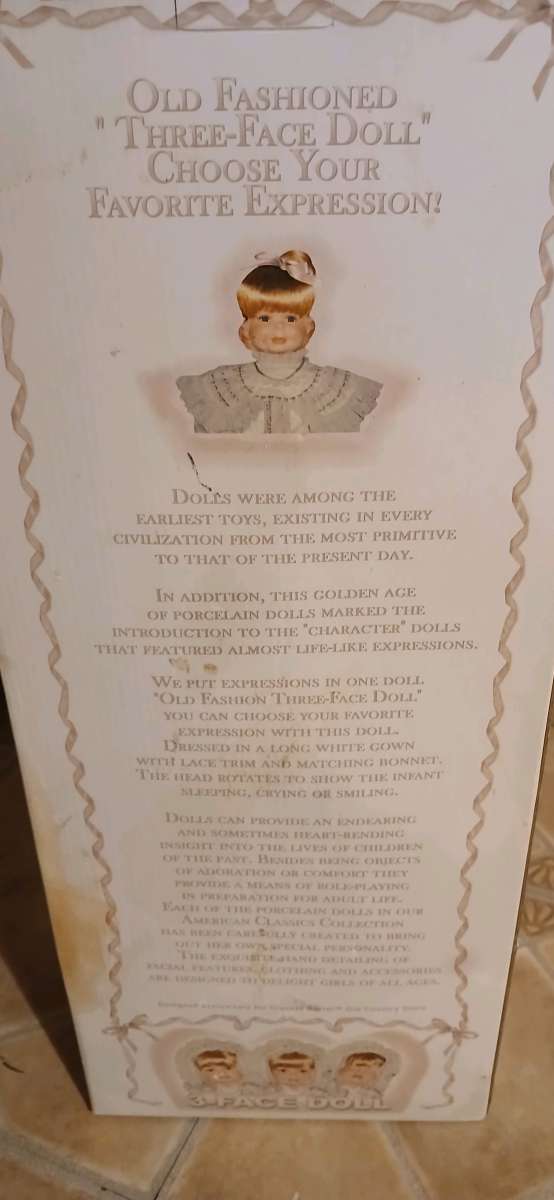 OLD FASHIONED
"THREE-FACE DOLL"
CHOOSE YOUR
FAVORITE EXPRESSION!
DOLLS WERE AMONG THE
EARLIEST TOYS, EXISTING IN EVERY
CIVILIZATION FROM THE MOST PRIMITIVE
TO THAT OF THE PRESENT DAY.
IN ADDITION, THIS GOLDEN AGE
OF PORCELAIN DOLLS MARKED THE
INTRODUCTION TO THE "CHARACTER" DOLLS
THAT FEATURED ALMOST LIFE-LIKE EXPRESSIONS.
WE PUT EXPRESSIONS IN ONE DOLL.
"OLD FASHION THREE-FACE DOLL"
YOU CAN CHOOSE YOUR FAVORITE
EXPRESSION WITH THIS DOLL.
DRESSED IN A LONG WHITE GOWN
WITH LACE TRIM AND MATCHING BONNET.
THE HEAD ROTATES TO SHOW THE INFANT
SLEEPING, CRYING OR SMILING.
DOLLS CAN PROVIDE AN ENDEARING
AND SOMETIMES HEART-RENDING
INSIGHT INTO THE LIVES OF CHILDREN
OF THE PAST. BESIDES BEING OBJECTS
OF ADORATION OR COMFORT THEY
PROVIDE A MEANS OF ROLE-PLAYING
IN PREPARATION FOR ADULT LIFE.
EACH OF THE PORCELAIN DOLLS IN OUR
AMERICAN CLASSICS COLLECTION
HAS BEEN CAREFULLY CREATED TO BRING
OUT HER OWN SPECIAL PERSONALITY.
THE EXQUISITE HAND DETAILING OF
FACIAL FEATURES, CLOTHING AND ACCESSORIES
ARE DESIGNED TO DELIGHT GIRLS OF ALL AGES.
Designed exclusively for Cracker Barrel Old Country Store
3-FACE DOLL